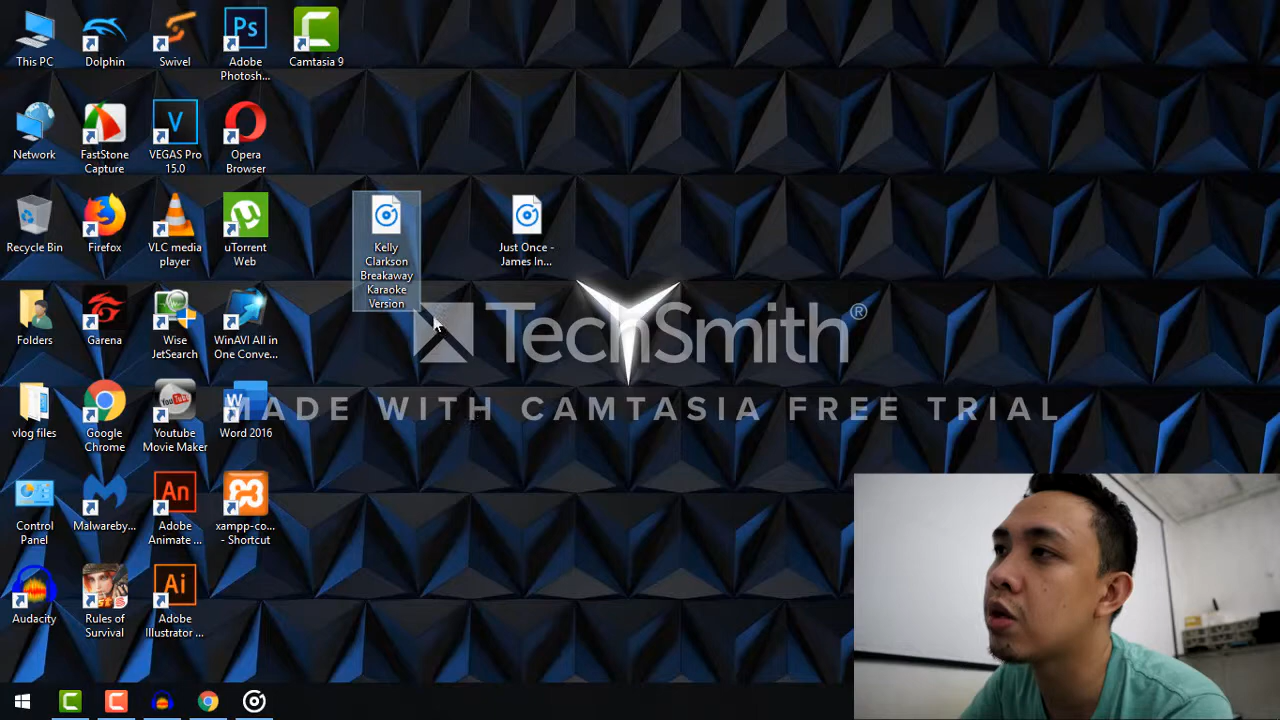 This PC
Dolphin
Swivel
Adobe
Photosh...
Camtasia 9
Network
FastStone
Capture
VEGAS Pro
15.0
Opera
Browser
Recycle Bin
Firefox
VLC media
player
uTorrent
Web
Kelly
Clarkson
Breakaway
Karaoke
Version
Just Once -
James In...
Folders
Garena
Wise
JetSearch
WinAVI All in
One Conve...
TechSmith®
MADE WITH CAMTASIA FREE TRIAL
vlog files
Google
Chrome
Youtube
Movie Maker
Word 2016
Control
Panel
Malwareby...
Adobe
Animate ...
xampp-co...
- Shortcut
Audacity
Rules of
Survival
Adobe
Illustrator ...